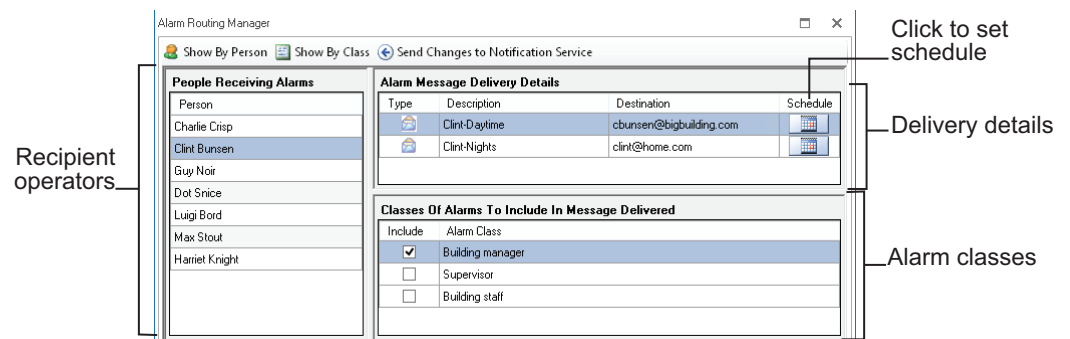 Alarm Routing Manager
Click to set
schedule
Show By Person Show By Class Send Changes to Notification Service
People Receiving Alarms
Person
Charlie Crisp
Clint Bunsen
Guy Noir
Dot Snice
Luigi Bord
Max Stout
Harriet Knight
Recipient
operators
Alarm Message Delivery Details
Type Description Destination Schedule
Clint-Daytime cbunsen@bigbuilding.com
Clint-Nights clint@home.com
Delivery details
Classes Of Alarms To Include In Message Delivered
Include Alarm Class
Building manager
Supervisor
Building staff
Alarm classes